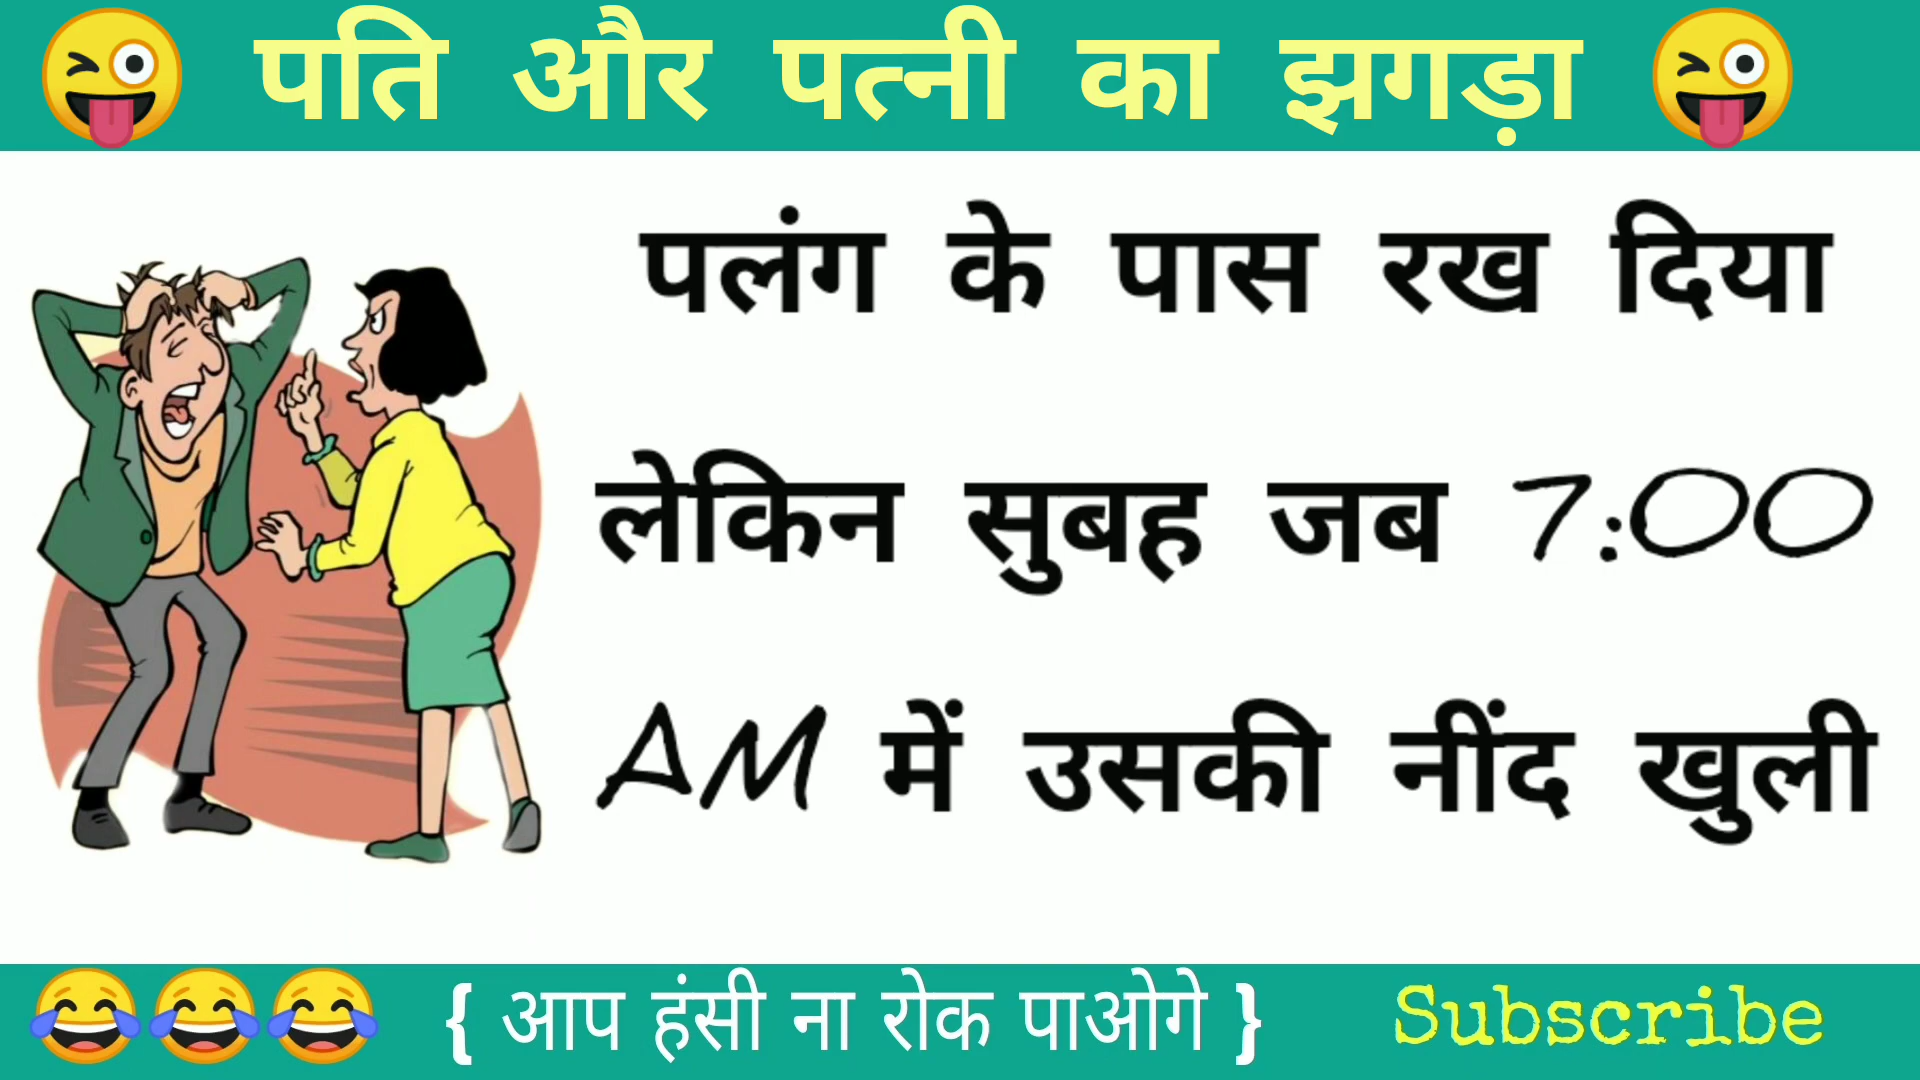 😜 पति और पत्नी का झगड़ा 😜
पलंग के पास रख दिया
लेकिन सुबह जब 7:00
AM में उसकी नींद खुली
😂😂😂 { आप हंसी ना रोक पाओगे } Subscribe